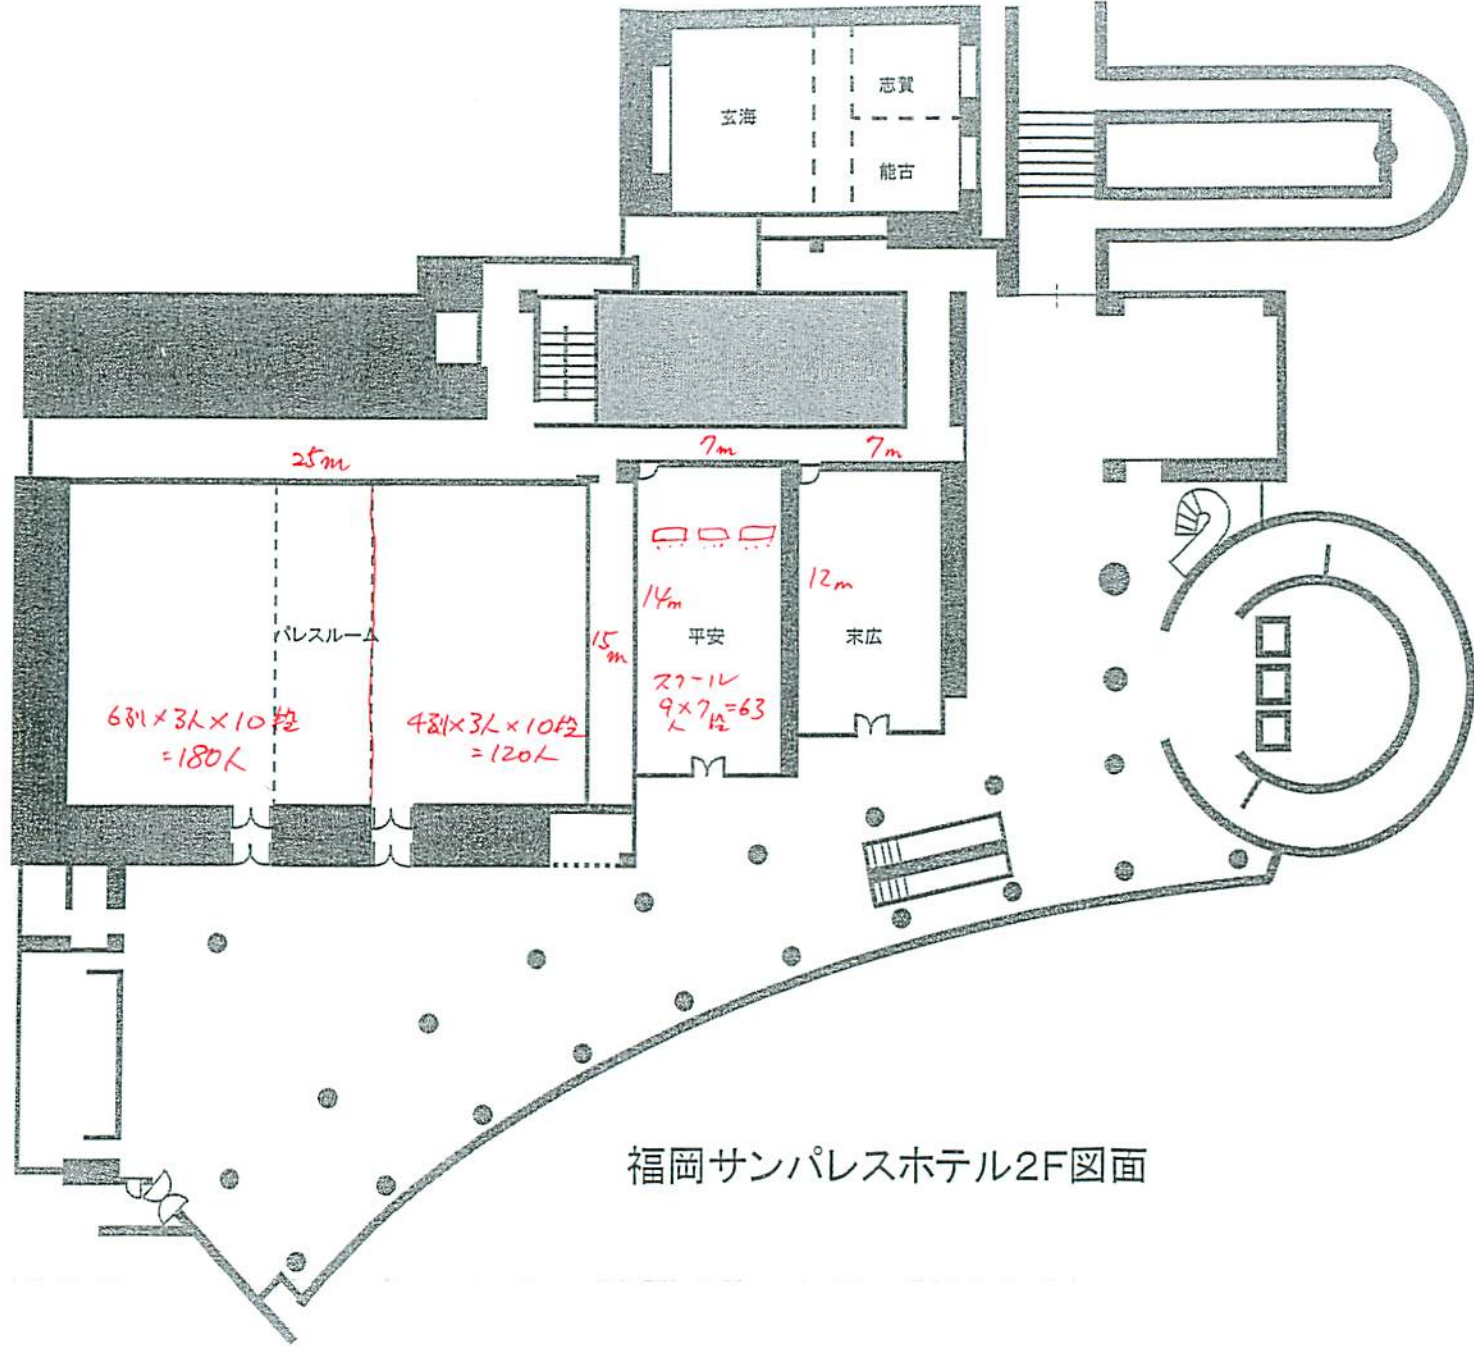 志賀
玄海
能古
25m
7m
7m
14m
12m
15m
パレスルーム
平安
末広
スクール
9×7=63
人 段
6列×3人×10段
=180人
4列×3人×10段
=120人
福岡サンパレスホテル2F図面